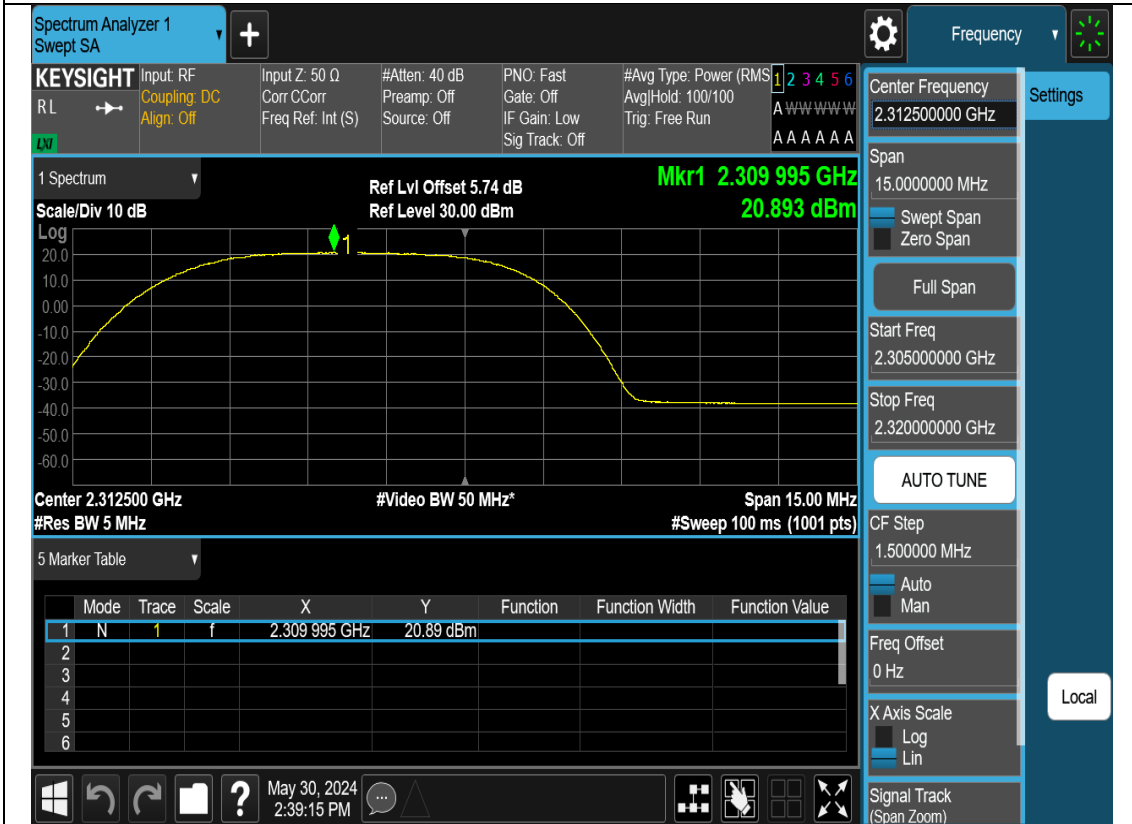 Spectrum Analyzer 1
Swept SA
+
Frequency
KEYSIGHT
R L
LXI
Input: RF
Coupling: DC
Align: Off
Input Z: 50 Ω
Corr CCorr
Freq Ref: Int (S)
#Atten: 40 dB
Preamp: Off
Source: Off
PNO: Fast
Gate: Off
IF Gain: Low
Sig Track: Off
#Avg Type: Power (RMS
Avg|Hold: 100/100
Trig: Free Run
1 2 3 4 5 6
A W W W W W
A A A A A A
1 Spectrum
Scale/Div 10 dB
Ref Lvl Offset 5.74 dB
Ref Level 30.00 dBm
Mkr1 2.309 995 GHz
20.893 dBm
Log
1
20.0
10.0
0.00
-10.0
-20.0
-30.0
-40.0
-50.0
-60.0
Center 2.312500 GHz
#Video BW 50 MHz*
Span 15.00 MHz
#Res BW 5 MHz
#Sweep 100 ms (1001 pts)
5 Marker Table
Mode Trace Scale X Y Function Function Width Function Value
1 N 1 f 2.309 995 GHz 20.89 dBm
2
3
4
5
6
May 30, 2024
2:39:15 PM
?
Center Frequency
2.312500000 GHz
Settings
Span
15.0000000 MHz
Swept Span
Zero Span
Full Span
Start Freq
2.305000000 GHz
Stop Freq
2.320000000 GHz
AUTO TUNE
CF Step
1.500000 MHz
Auto
Man
Freq Offset
0 Hz
Local
X Axis Scale
Log
Lin
Signal Track
(Span Zoom)